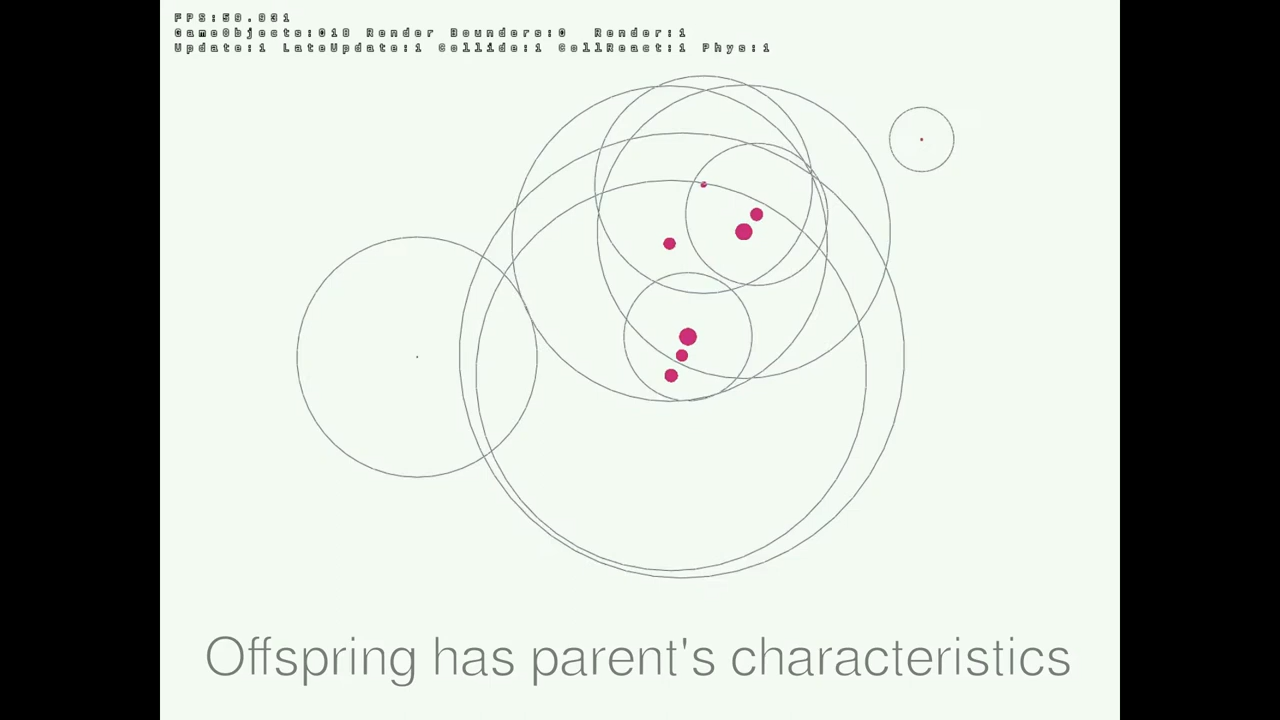 FPS:59.931
GameObjects:018 Render Bounders:0  Render:1
Update:1 LateUpdate:1 Collide:1 CollReact:1 Phys:1
Offspring has parent's characteristics